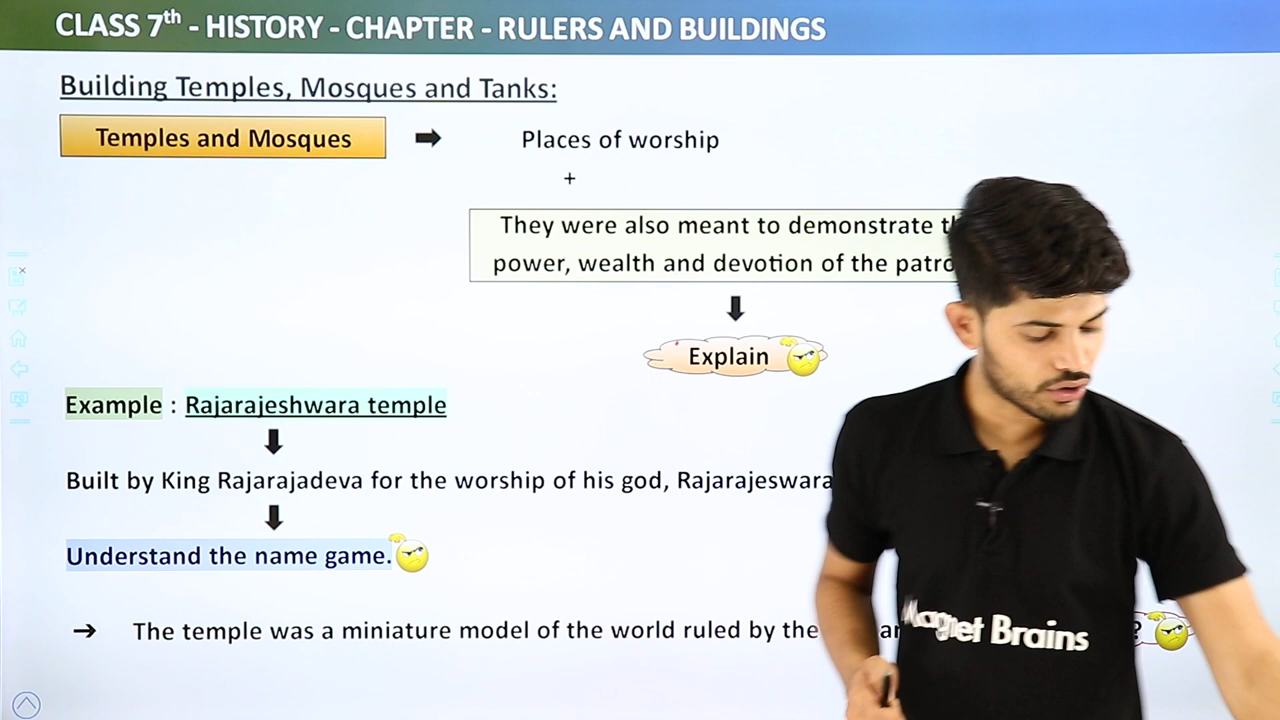 CLASS 7th - HISTORY - CHAPTER - RULERS AND BUILDINGS
Building Temples, Mosques and Tanks:
Temples and Mosques ➡ Places of worship
+
They were also meant to demonstrate
power, wealth and devotion of the
Explain
Example : Rajarajeshwara temple
Built by King Rajarajadeva for the worship of his god, Rajarajeswara
Understand the name game.
➔ The temple was a miniature model of the world ruled by the ?
Magnet Brains